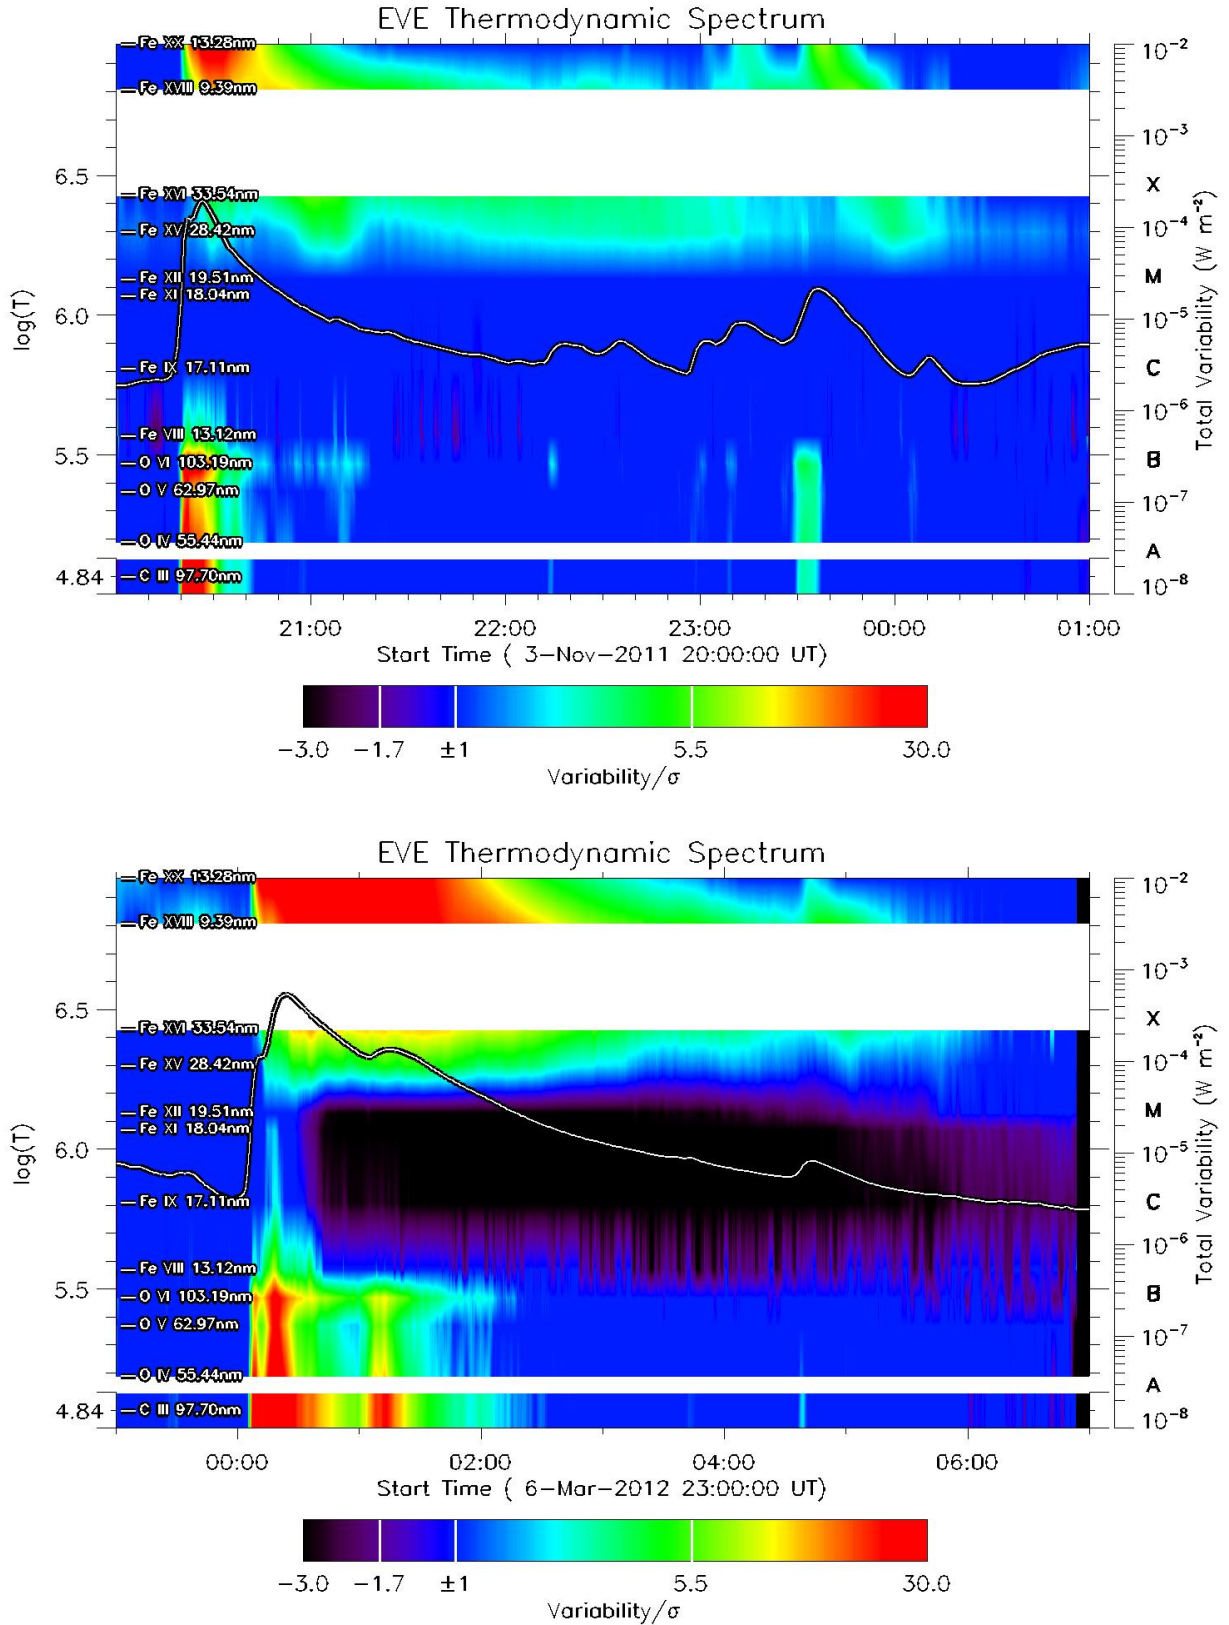 EVE Thermodynamic Spectrum
Fe XX 13.28nm
Fe XVIII 9.39nm
Fe XVI 33.54nm
Fe XV 28.42nm
Fe XII 19.51nm
Fe XI 18.04nm
Fe IX 17.11nm
Fe VIII 13.12nm
O VI 103.19nm
O V 62.97nm
O IV 55.44nm
C III 97.70nm
log(T)
6.5
6.0
5.5
4.84
10⁻²
10⁻³
X
10⁻⁴
M
10⁻⁵
C
10⁻⁶
B
10⁻⁷
A
10⁻⁸
Total Variability (W m⁻²)
21:00 22:00 23:00 00:00 01:00
Start Time ( 3-Nov-2011 20:00:00 UT)
-3.0 -1.7 ±1 5.5 30.0
Variability/σ
EVE Thermodynamic Spectrum
Fe XX 13.28nm
Fe XVIII 9.39nm
Fe XVI 33.54nm
Fe XV 28.42nm
Fe XII 19.51nm
Fe XI 18.04nm
Fe IX 17.11nm
Fe VIII 13.12nm
O VI 103.19nm
O V 62.97nm
O IV 55.44nm
C III 97.70nm
log(T)
6.5
6.0
5.5
4.84
10⁻²
10⁻³
X
10⁻⁴
M
10⁻⁵
C
10⁻⁶
B
10⁻⁷
A
10⁻⁸
Total Variability (W m⁻²)
00:00 02:00 04:00 06:00
Start Time ( 6-Mar-2012 23:00:00 UT)
-3.0 -1.7 ±1 5.5 30.0
Variability/σ